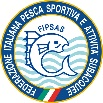 FEDERAZIONE ITALIANA PESCA SPORTIVA E ATTIVITÀ SUBACQUEE
FIPSAS